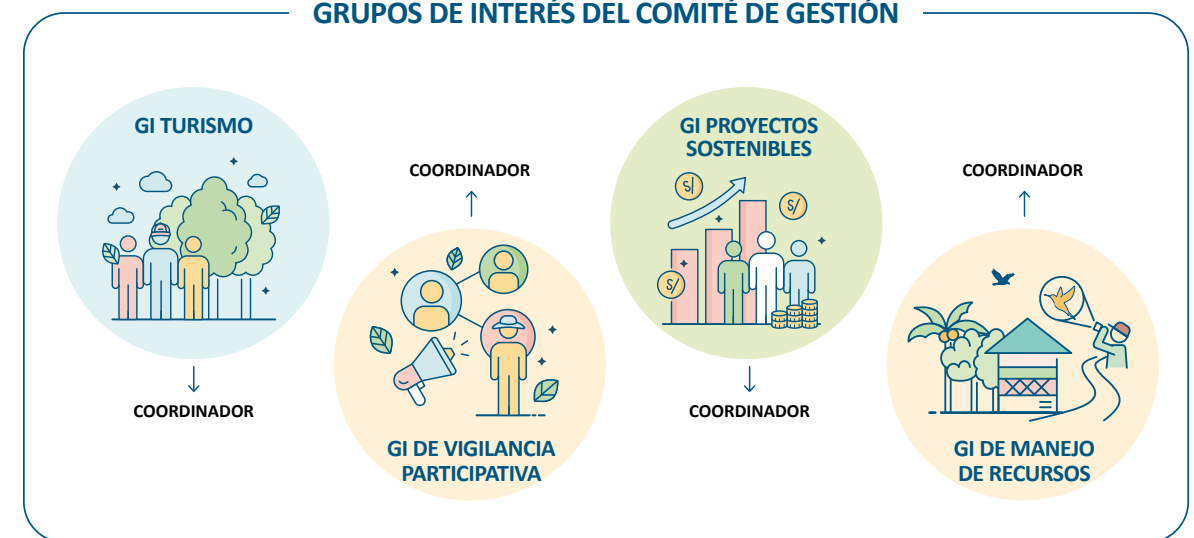 GRUPOS DE INTERÉS DEL COMITÉ DE GESTIÓN
GI TURISMO
COORDINADOR
COORDINADOR
GI DE VIGILANCIA
PARTICIPATIVA
GI PROYECTOS
SOSTENIBLES
S/
S/
S/
COORDINADOR
COORDINADOR
GI DE MANEJO
DE RECURSOS